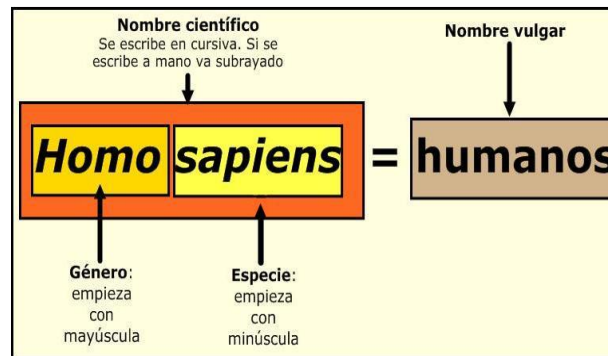 Nombre científico
Se escribe en cursiva. Si se
escribe a mano va subrayado
Nombre vulgar
Homo sapiens = humanos
Género:
empieza
con
mayúscula
Especie:
empieza
con
minúscula